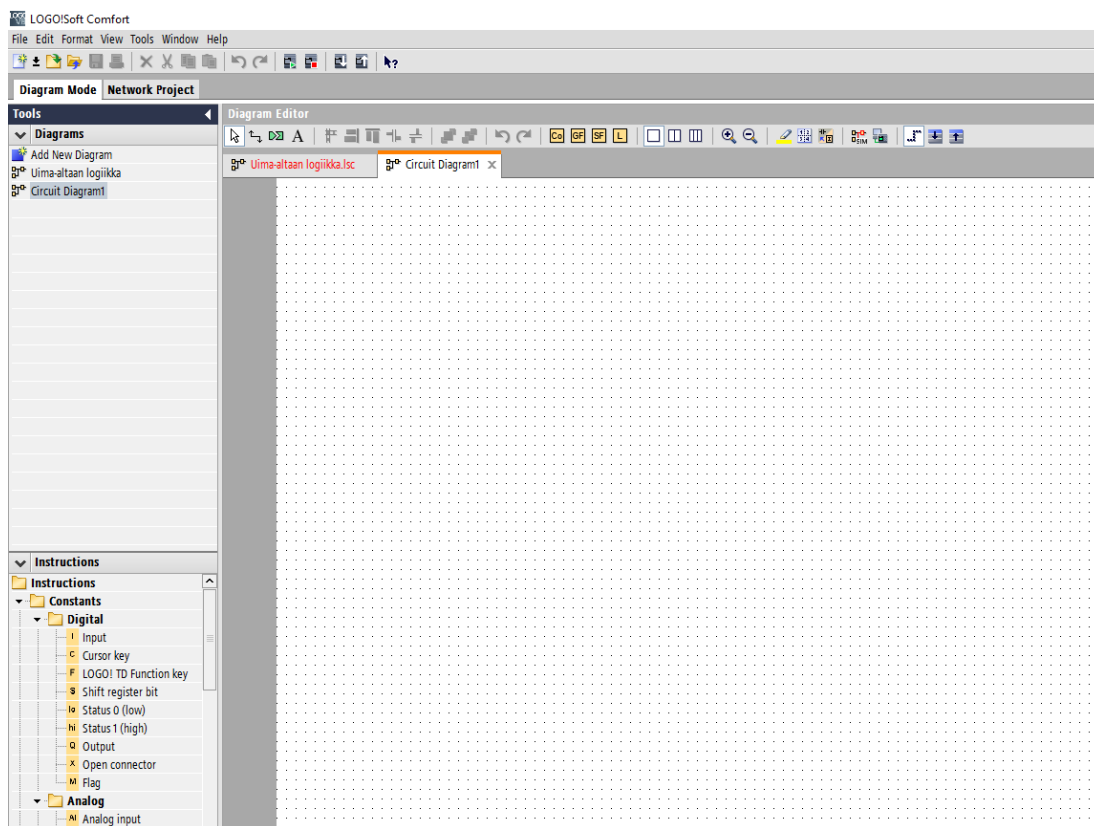 LOGO!Soft Comfort
File Edit Format View Tools Window Help
Diagram Mode Network Project
Tools
Diagrams
Add New Diagram
Uima-altaan logiikka
Circuit Diagram1
Diagram Editor
Co GF SF L
SIM
Uima-altaan logiikka.lsc Circuit Diagram1
Instructions
Instructions
Constants
Digital
I Input
C Cursor key
F LOGO! TD Function key
S Shift register bit
lo Status 0 (low)
hi Status 1 (high)
Q Output
X Open connector
M Flag
Analog
AI Analog input